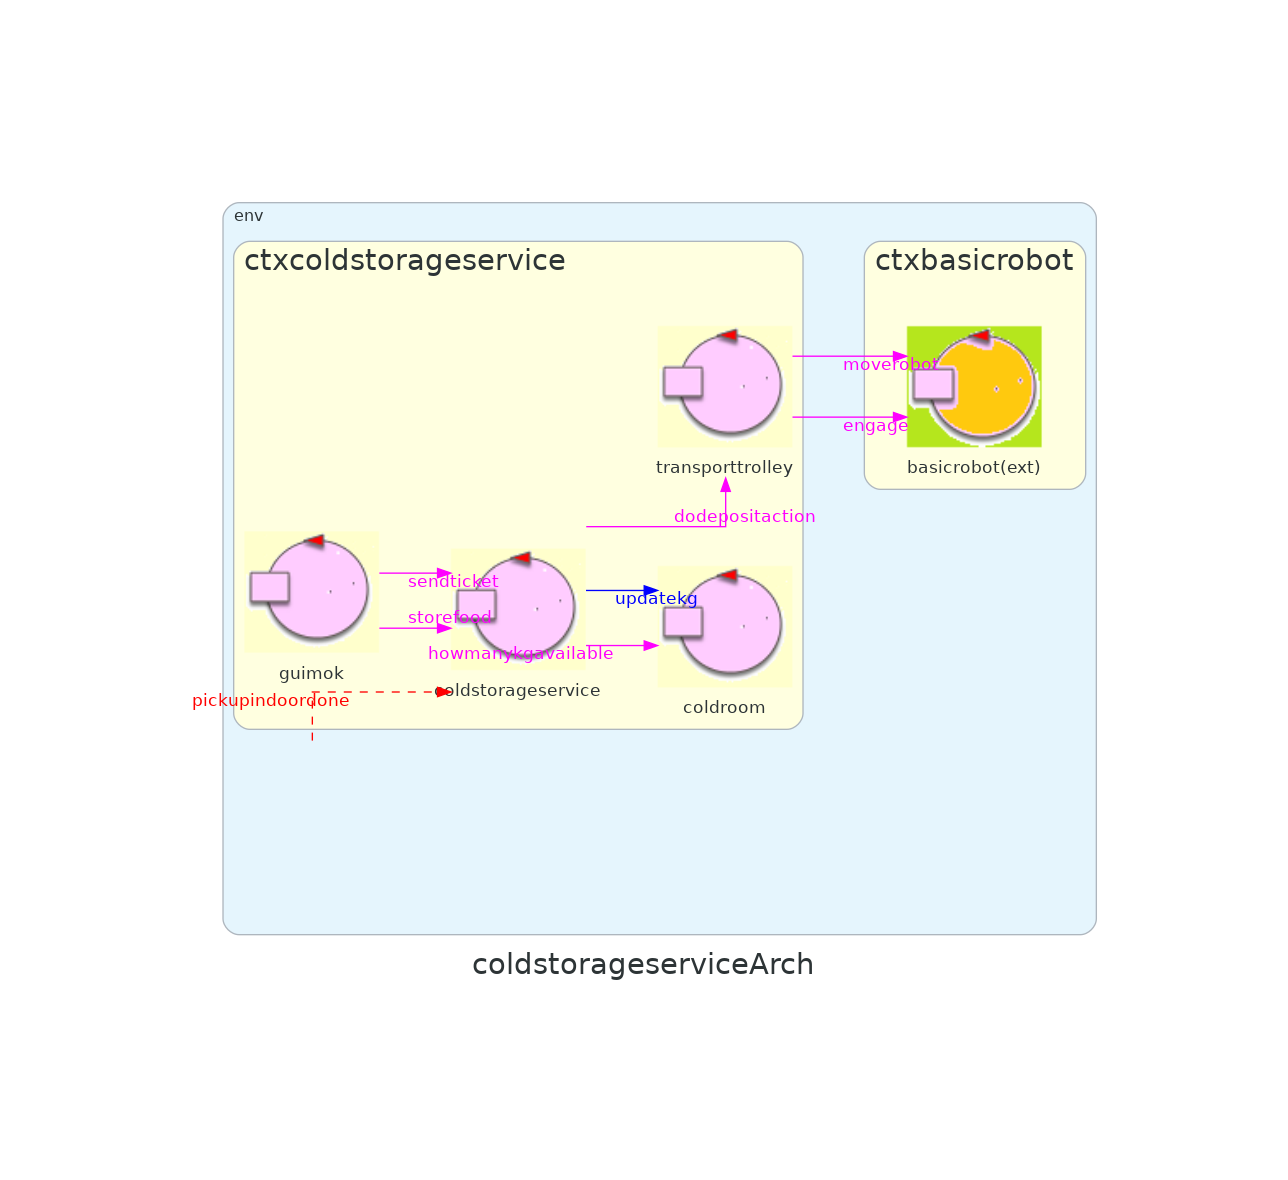 env
ctxcoldstorageservice
ctxbasicrobot
moverobot
engage
transporttrolley
basicrobot(ext)
dodepositaction
sendticket
updatekg
storefood
howmanykgavailable
guimok
coldstorageservice
pickupindoordone
coldroom
coldstorageserviceArch